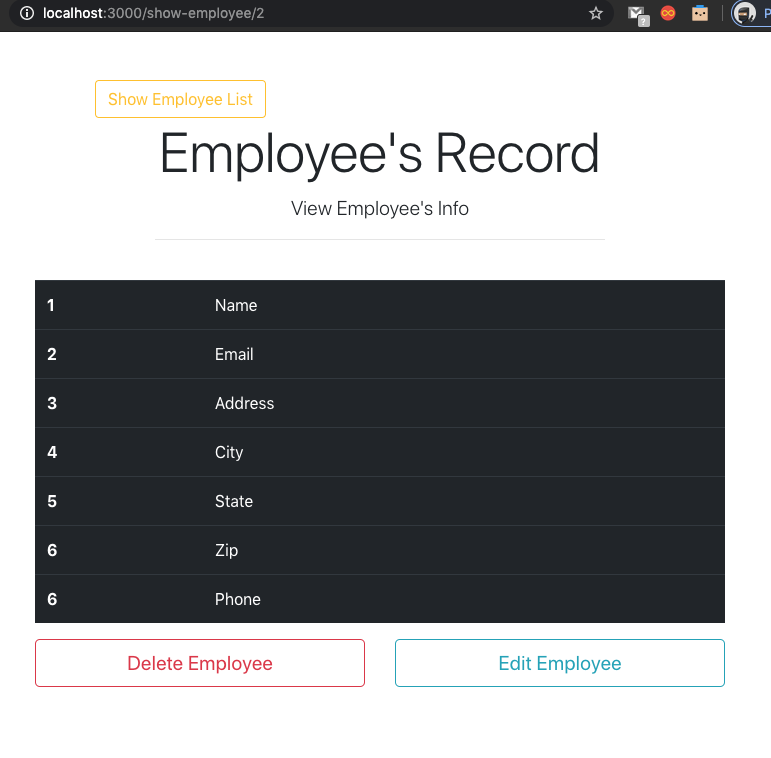 localhost:3000/show-employee/2
?
P
Show Employee List
Employee's Record
View Employee's Info
1 Name
2 Email
3 Address
4 City
5 State
6 Zip
6 Phone
Delete Employee Edit Employee